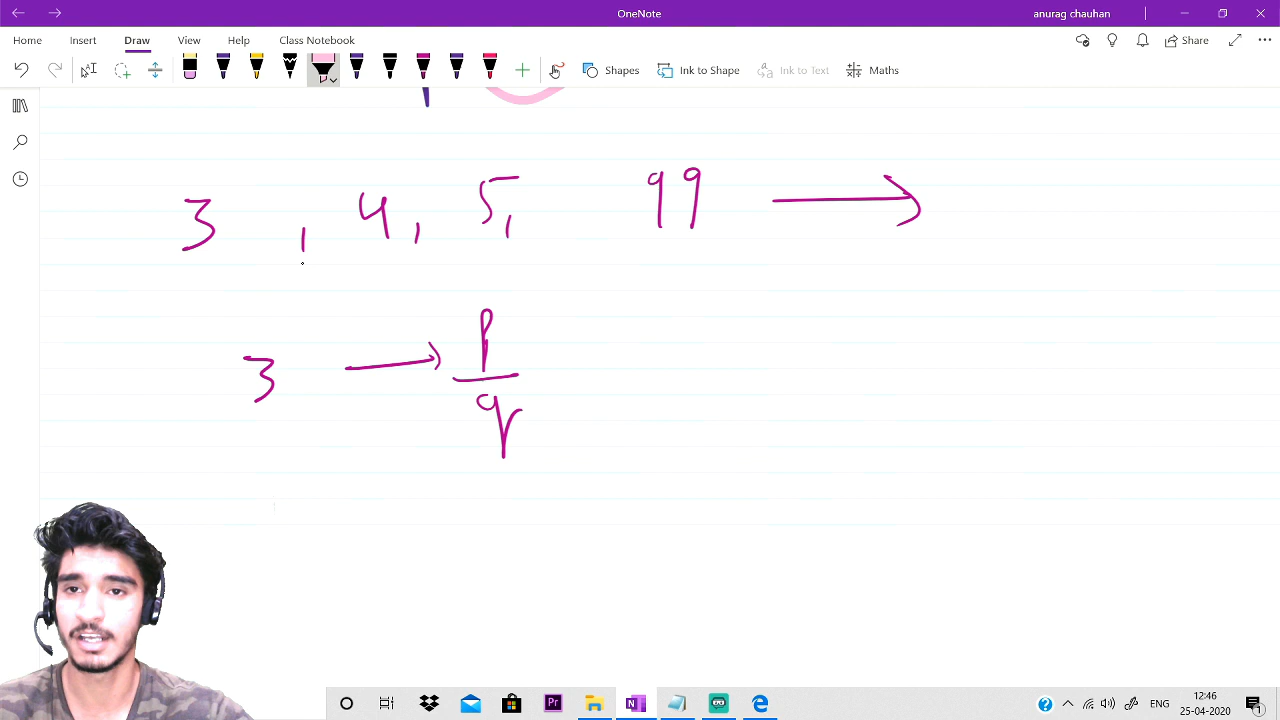 OneNote
anurag chauhan
Home Insert Draw View Help Class Notebook
Share
Shapes Ink to Shape Ink to Text Maths
3 , 4, 5, 99 →
3 → p/q
Pr
ENG
12:46
25-04-2020